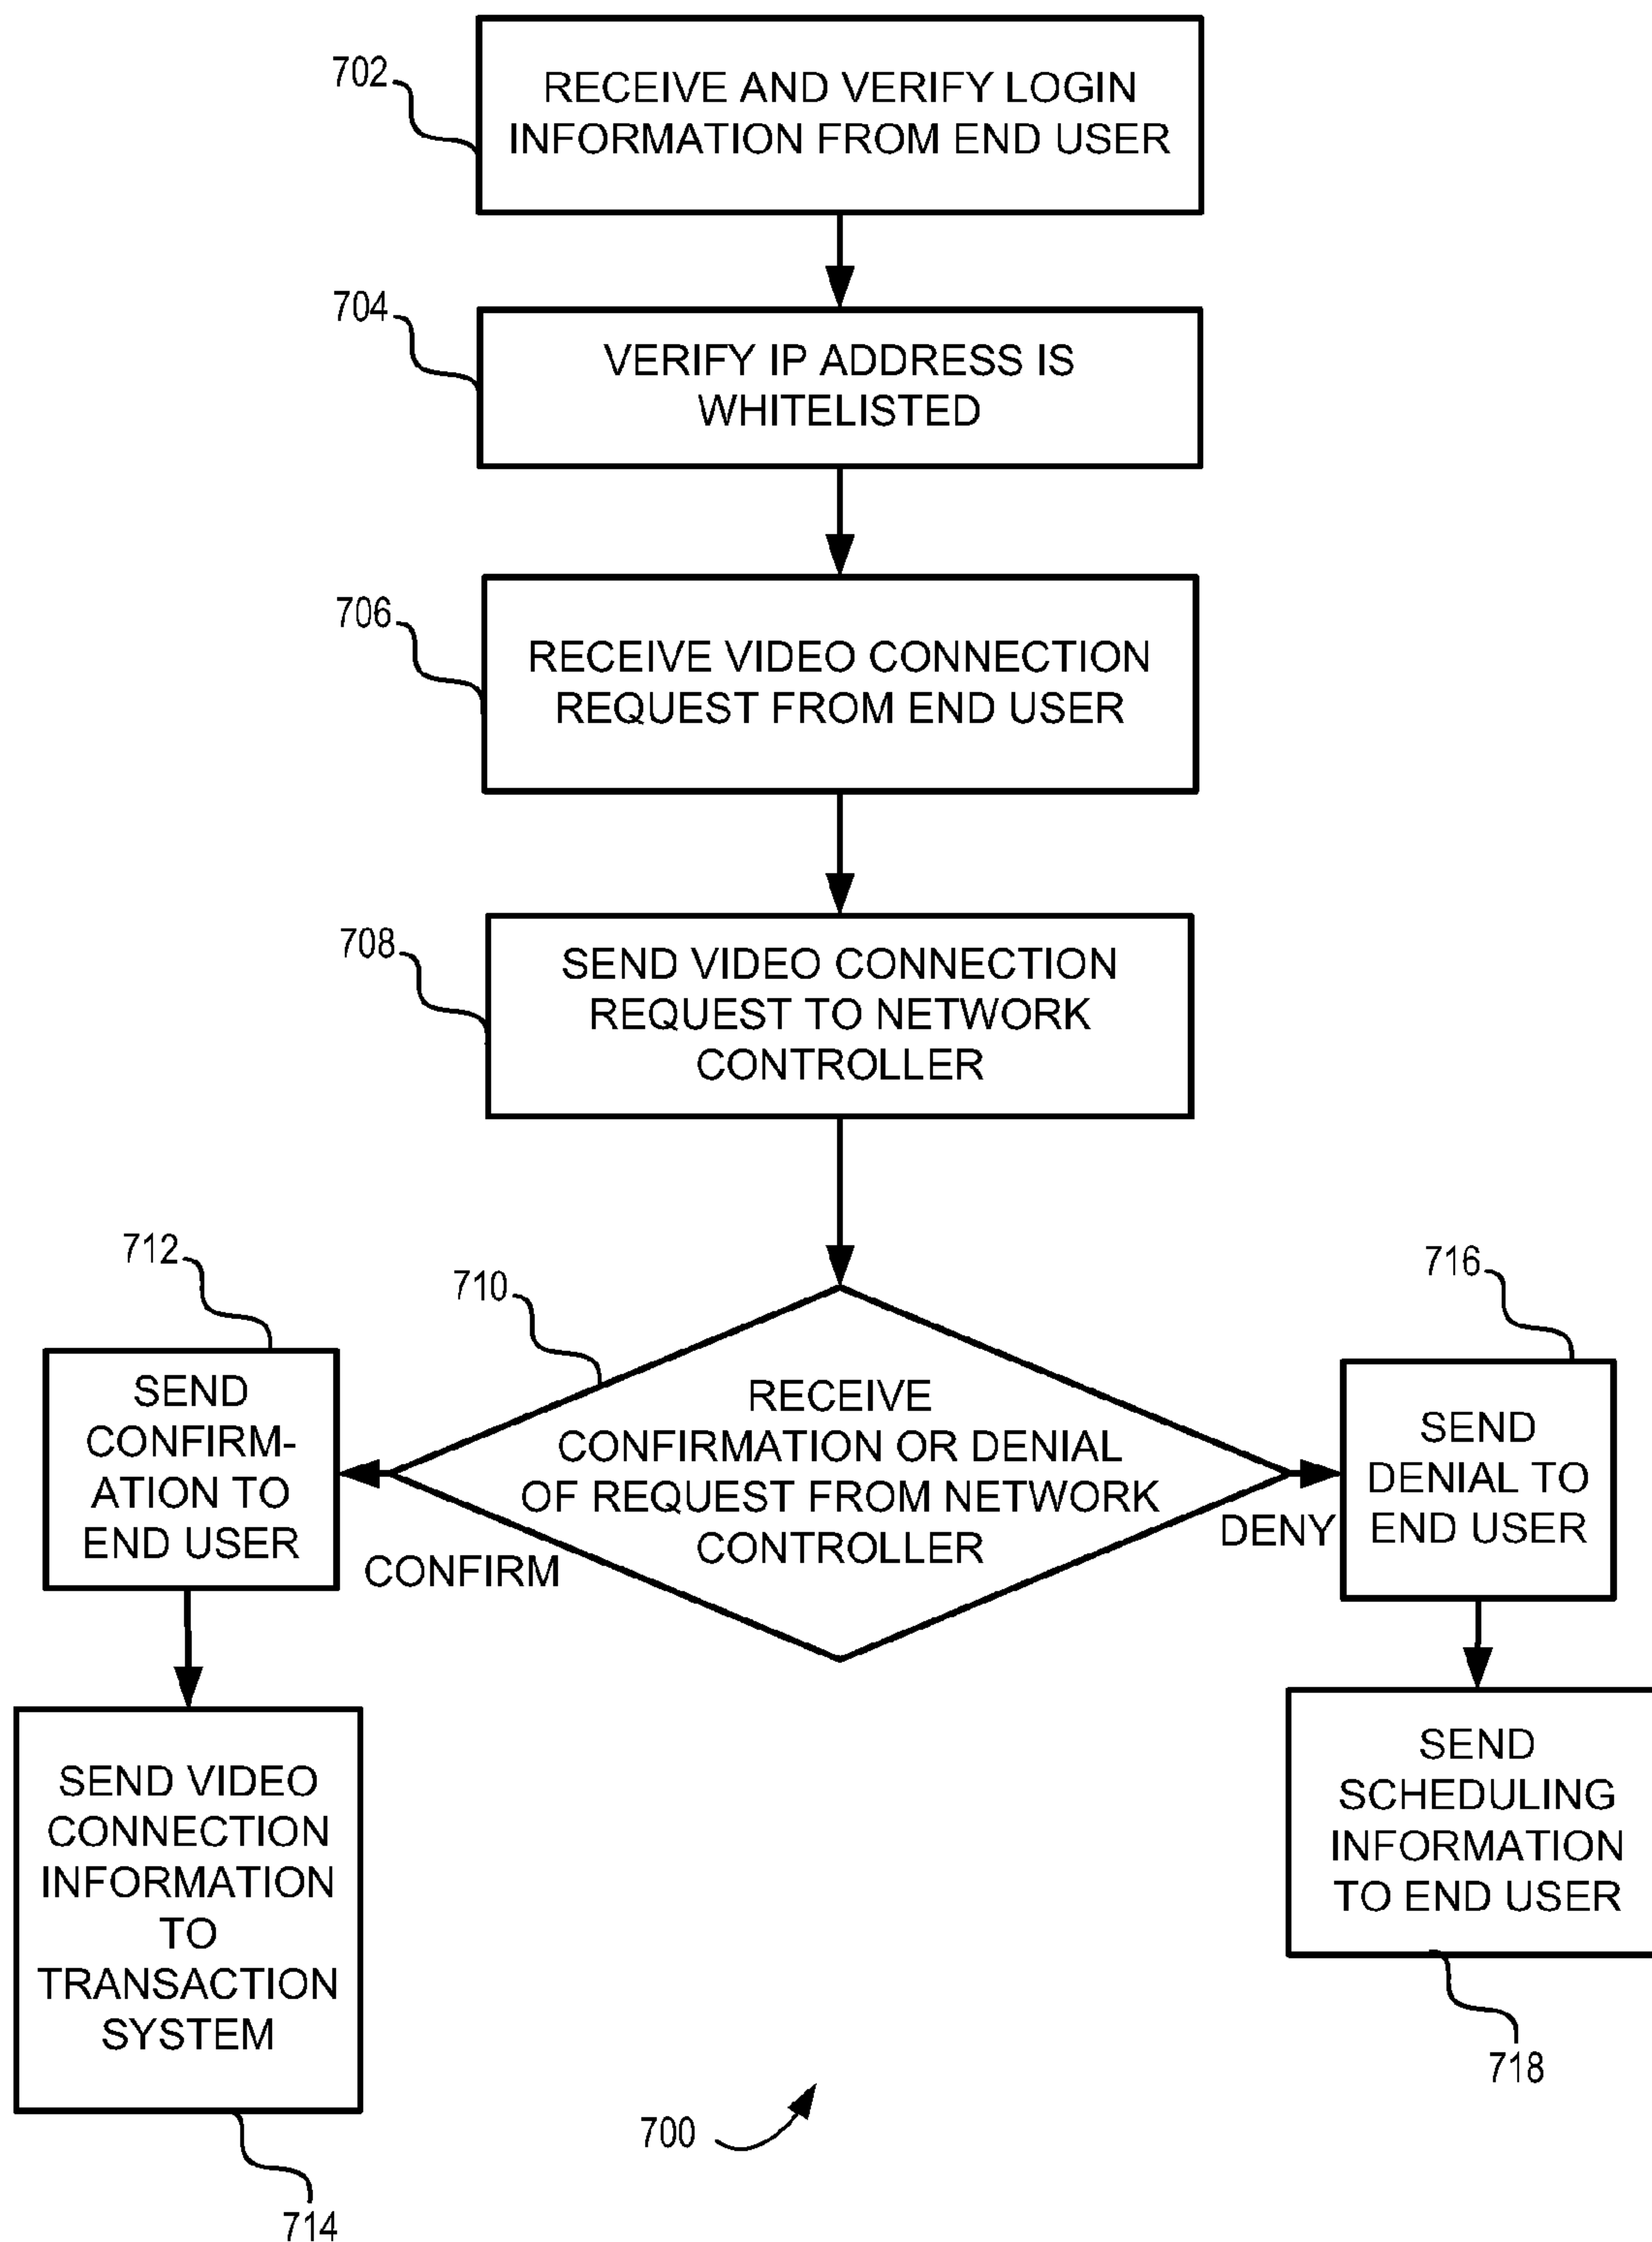 702
RECEIVE AND VERIFY LOGIN
INFORMATION FROM END USER
704
VERIFY IP ADDRESS IS
WHITELISTED
706
RECEIVE VIDEO CONNECTION
REQUEST FROM END USER
708
SEND VIDEO CONNECTION
REQUEST TO NETWORK
CONTROLLER
710
RECEIVE
CONFIRMATION OR DENIAL
OF REQUEST FROM NETWORK
CONTROLLER
CONFIRM
DENY
712
SEND
CONFIRM-
ATION TO
END USER
SEND VIDEO
CONNECTION
INFORMATION
TO
TRANSACTION
SYSTEM
714
716
SEND
DENIAL TO
END USER
SEND
SCHEDULING
INFORMATION
TO END USER
718
700